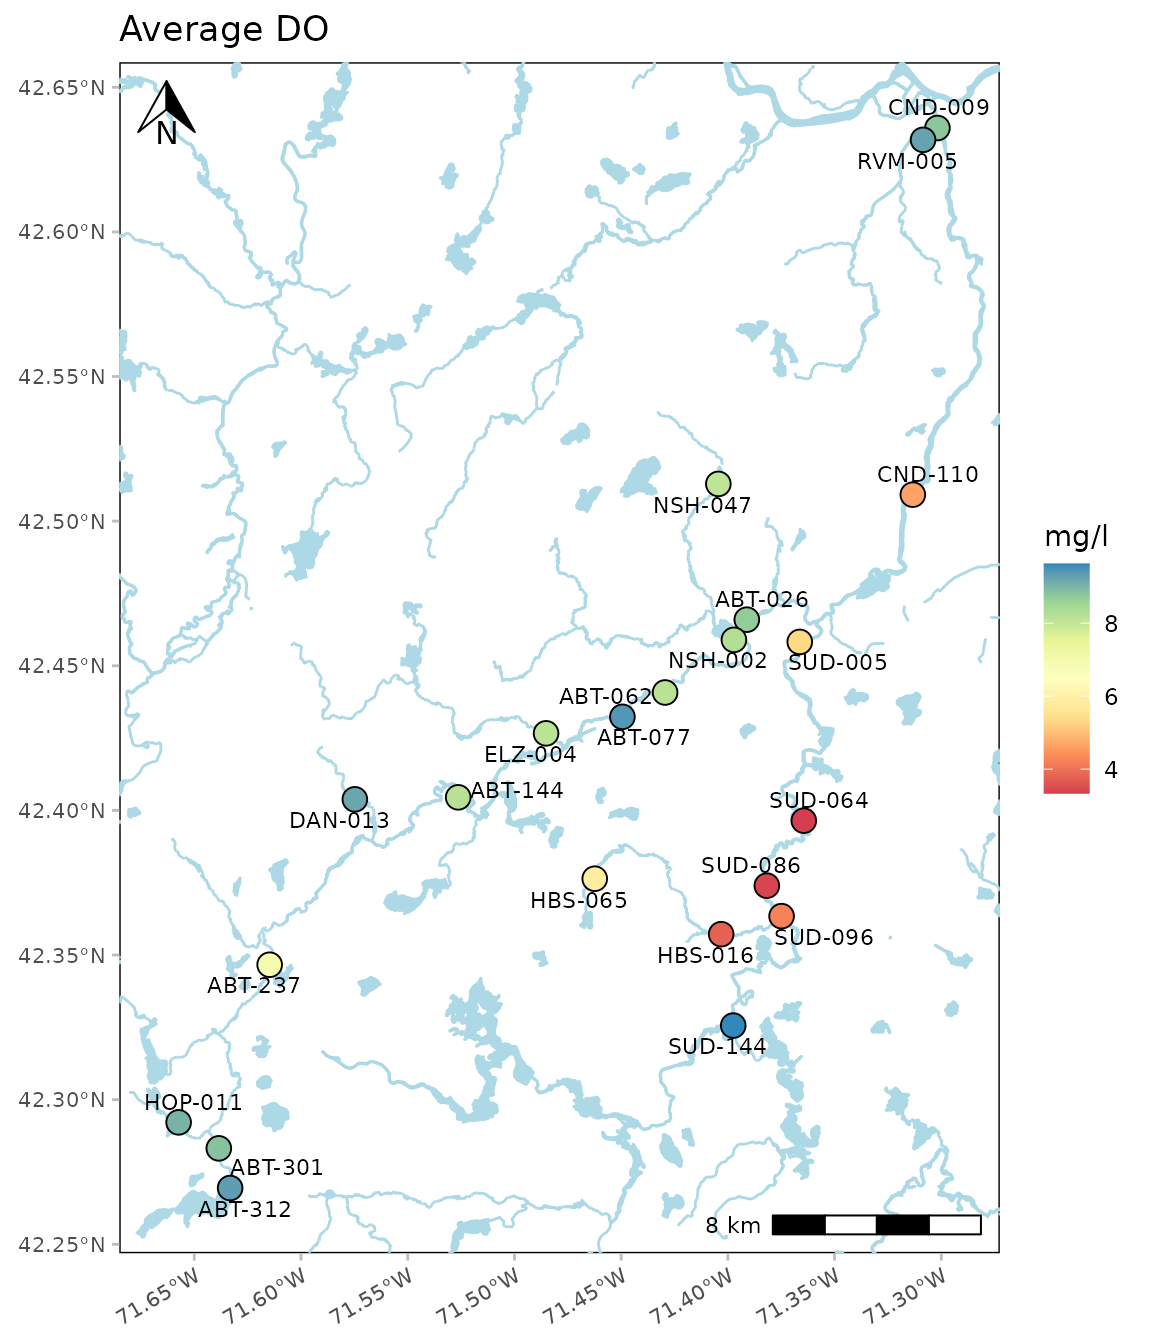 Average DO
42.65°N
N
CND-009
RVM-005
42.60°N
42.55°N
CND-110
NSH-047
42.50°N
mg/l
ABT-026
8
NSH-002
SUD-005
42.45°N
ABT-062
6
ABT-077
ELZ-004
4
ABT-144
SUD-064
42.40°N
DAN-013
SUD-086
HBS-065
SUD-096
HBS-016
42.35°N
ABT-237
SUD-144
42.30°N
HOP-011
ABT-301
ABT-312
8 km
42.25°N
71.65°W
71.60°W
71.55°W
71.50°W
71.45°W
71.40°W
71.35°W
71.30°W